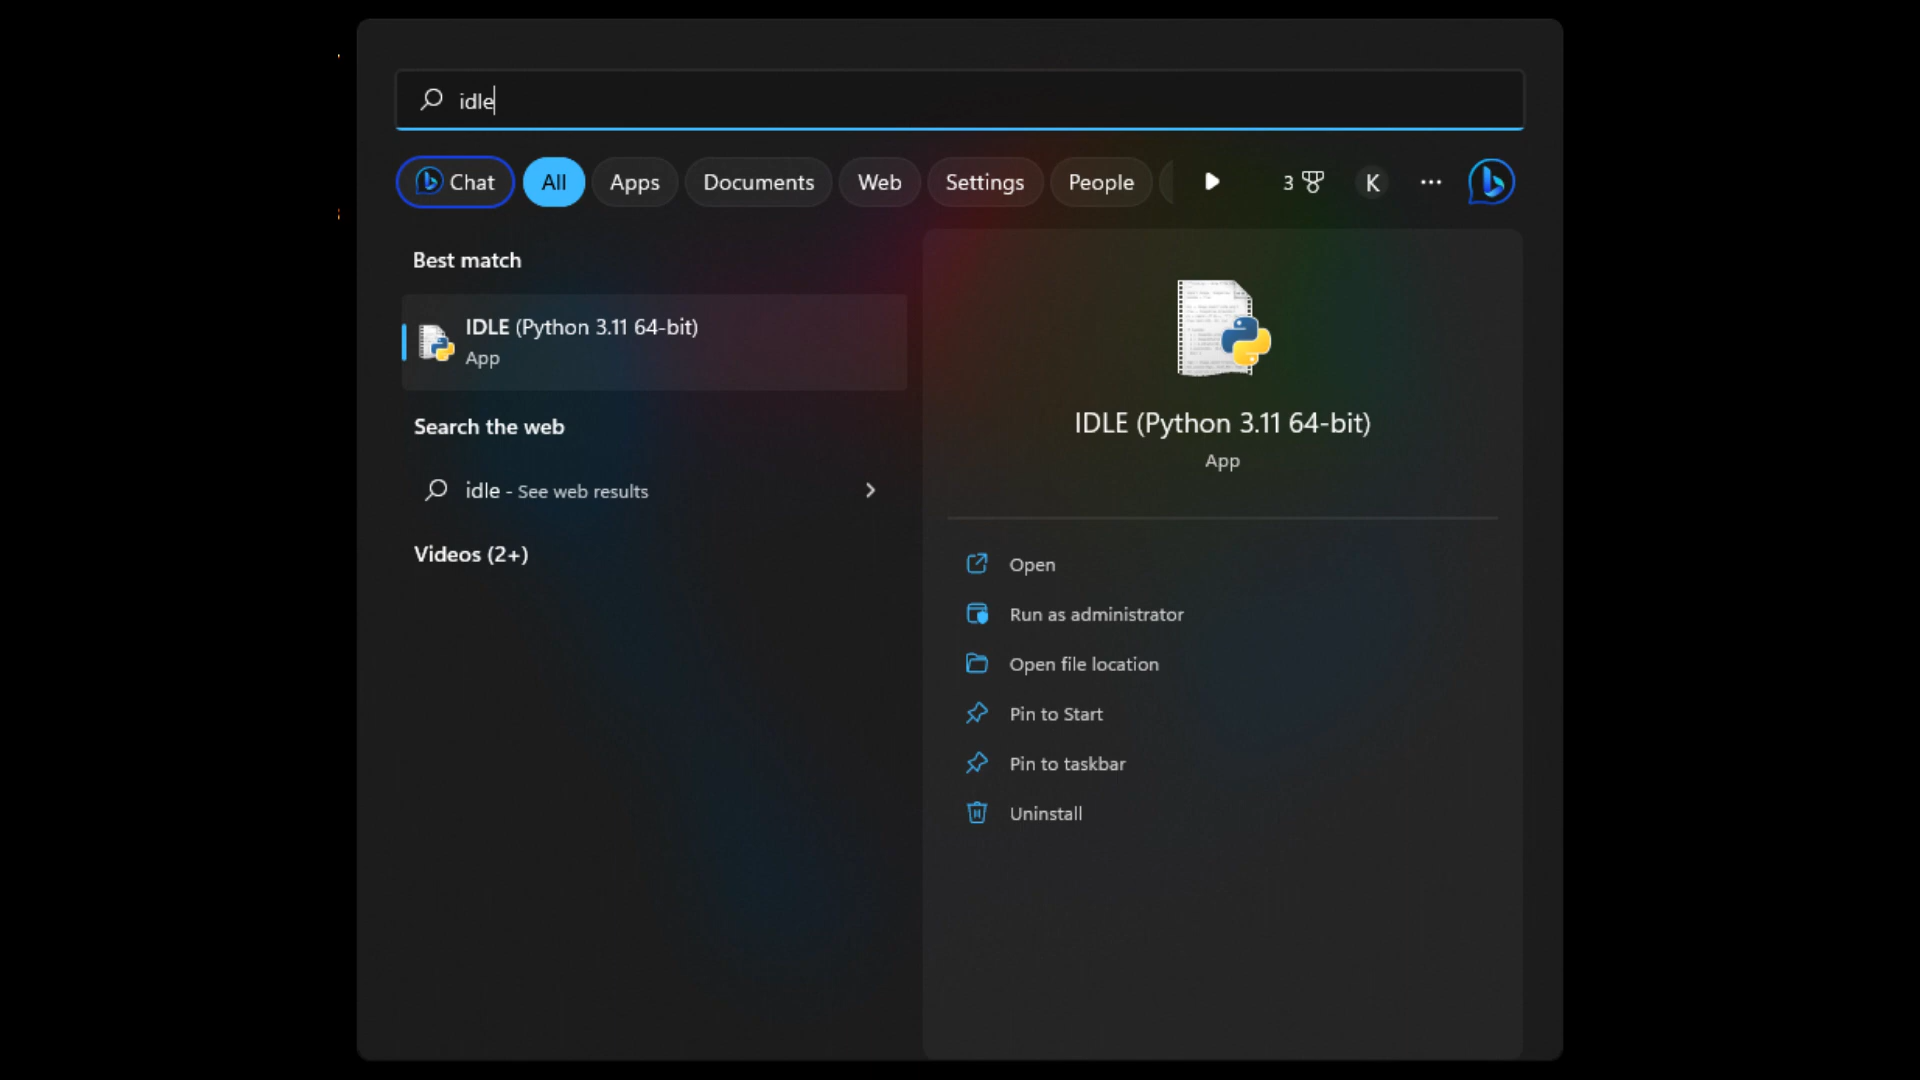 idle
Chat All Apps Documents Web Settings People 3 K ...
Best match
IDLE (Python 3.11 64-bit)
App
Search the web
idle - See web results
Videos (2+)
IDLE (Python 3.11 64-bit)
App
Open
Run as administrator
Open file location
Pin to Start
Pin to taskbar
Uninstall